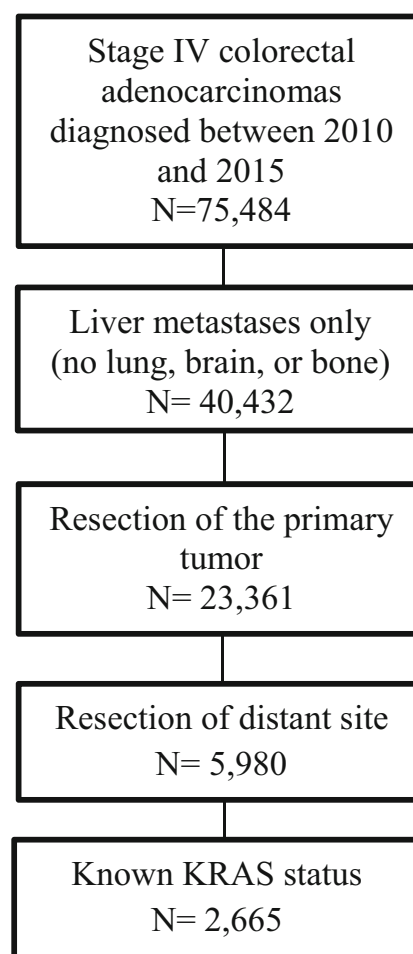 Stage IV colorectal
adenocarcinomas
diagnosed between 2010
and 2015
N=75,484
Liver metastases only
(no lung, brain, or bone)
N= 40,432
Resection of the primary
tumor
N= 23,361
Resection of distant site
N= 5,980
Known KRAS status
N= 2,665